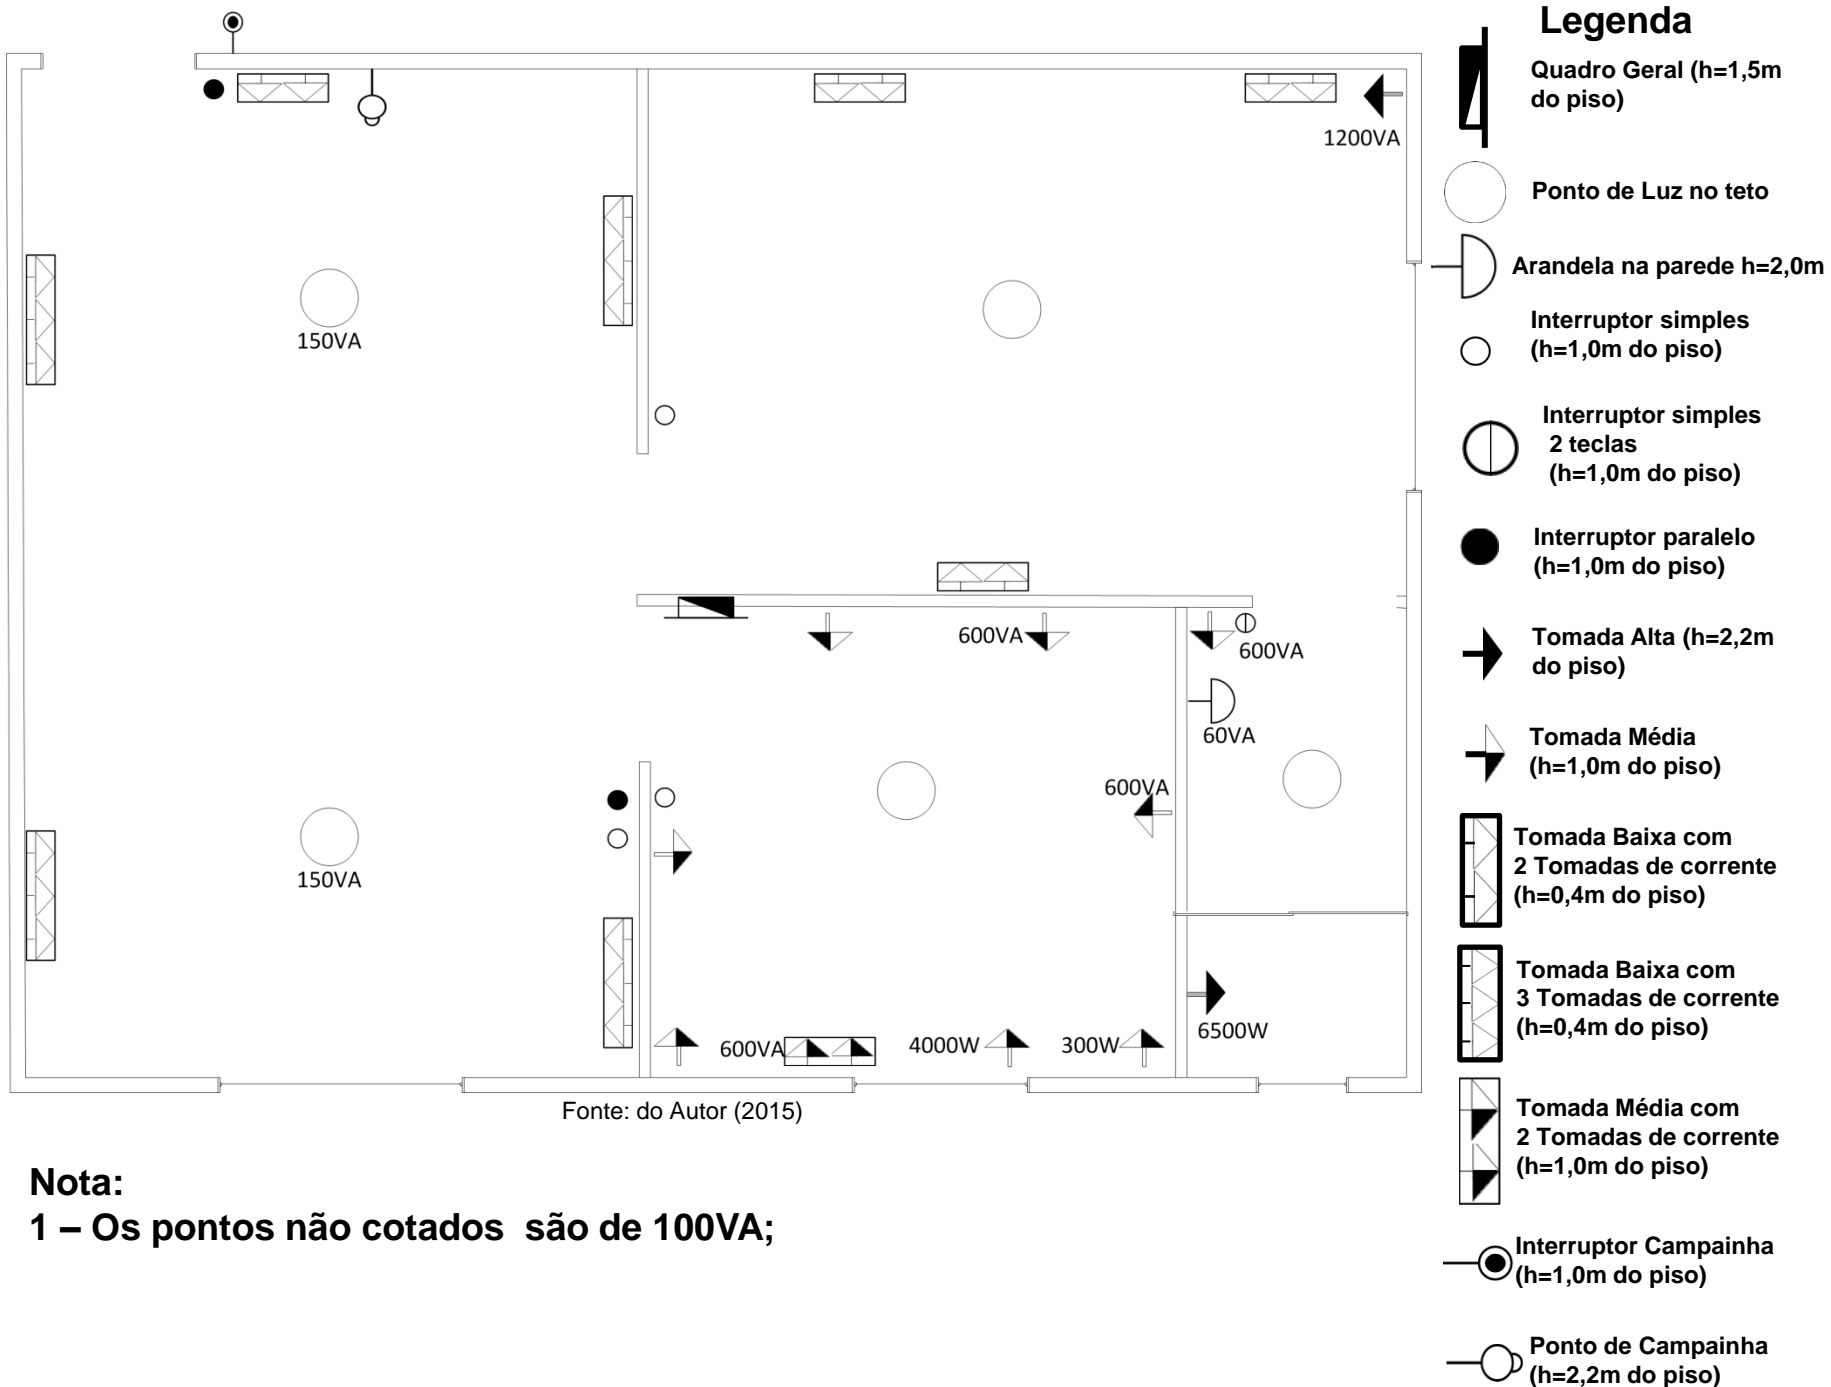 1200VA
150VA
600VA
600VA
60VA
600VA
150VA
6500W
600VA
4000W
300W
Fonte: do Autor (2015)
Nota:
1 – Os pontos não cotados são de 100VA;
Legenda
Quadro Geral (h=1,5m
do piso)
Ponto de Luz no teto
Arandela na parede h=2,0m
Interruptor simples
(h=1,0m do piso)
Interruptor simples
2 teclas
(h=1,0m do piso)
Interruptor paralelo
(h=1,0m do piso)
Tomada Alta (h=2,2m
do piso)
Tomada Média
(h=1,0m do piso)
Tomada Baixa com
2 Tomadas de corrente
(h=0,4m do piso)
Tomada Baixa com
3 Tomadas de corrente
(h=0,4m do piso)
Tomada Média com
2 Tomadas de corrente
(h=1,0m do piso)
Interruptor Campainha
(h=1,0m do piso)
Ponto de Campainha
(h=2,2m do piso)